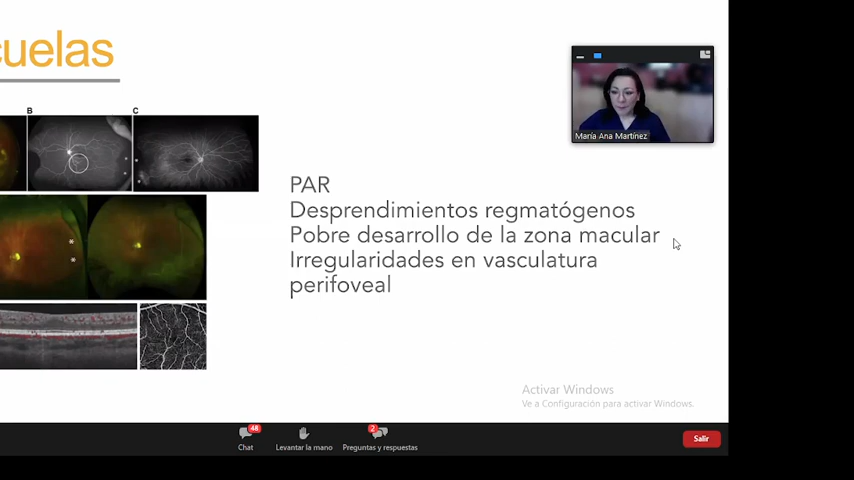 cuelas
B
C
María Ana Martínez
PAR
Desprendimientos regmatógenos
Pobre desarrollo de la zona macular
Irregularidades en vasculatura
perifoveal
Activar Windows
Ve a Configuración para activar Windows.
48
2
Chat
Levantar la mano
Preguntas y respuestas
Salir